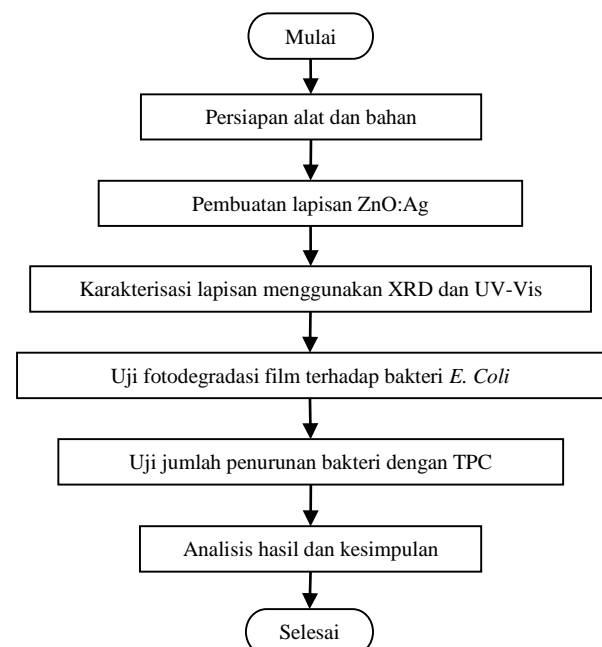 Mulai
Persiapan alat dan bahan
Pembuatan lapisan ZnO:Ag
Karakterisasi lapisan menggunakan XRD dan UV-Vis
Uji fotodegradasi film terhadap bakteri E. Coli
Uji jumlah penurunan bakteri dengan TPC
Analisis hasil dan kesimpulan
Selesai